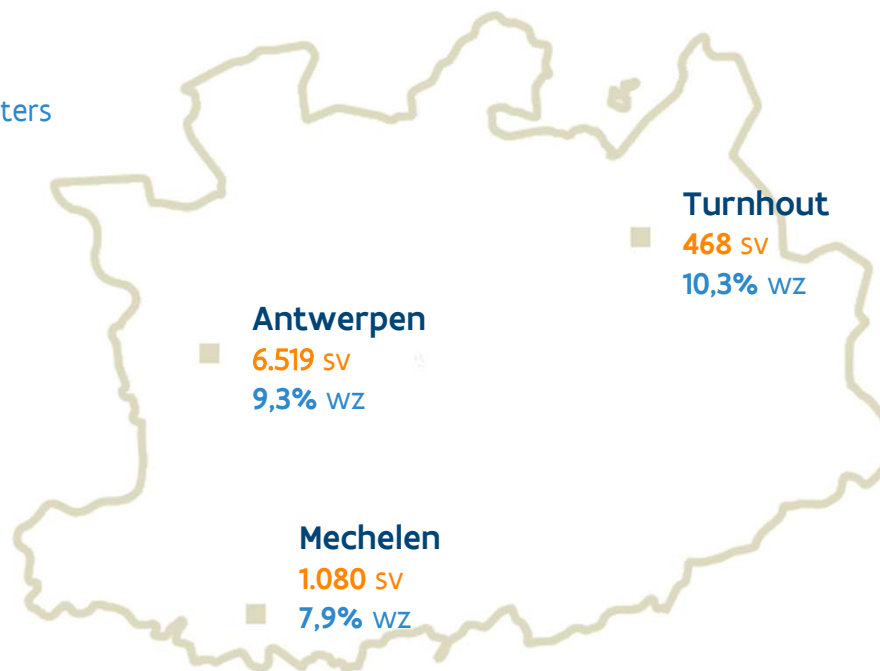 ters
Turnhout
468 SV
10,3% WZ
Antwerpen
6.519 SV
9,3% WZ
Mechelen
1.080 SV
7,9% WZ